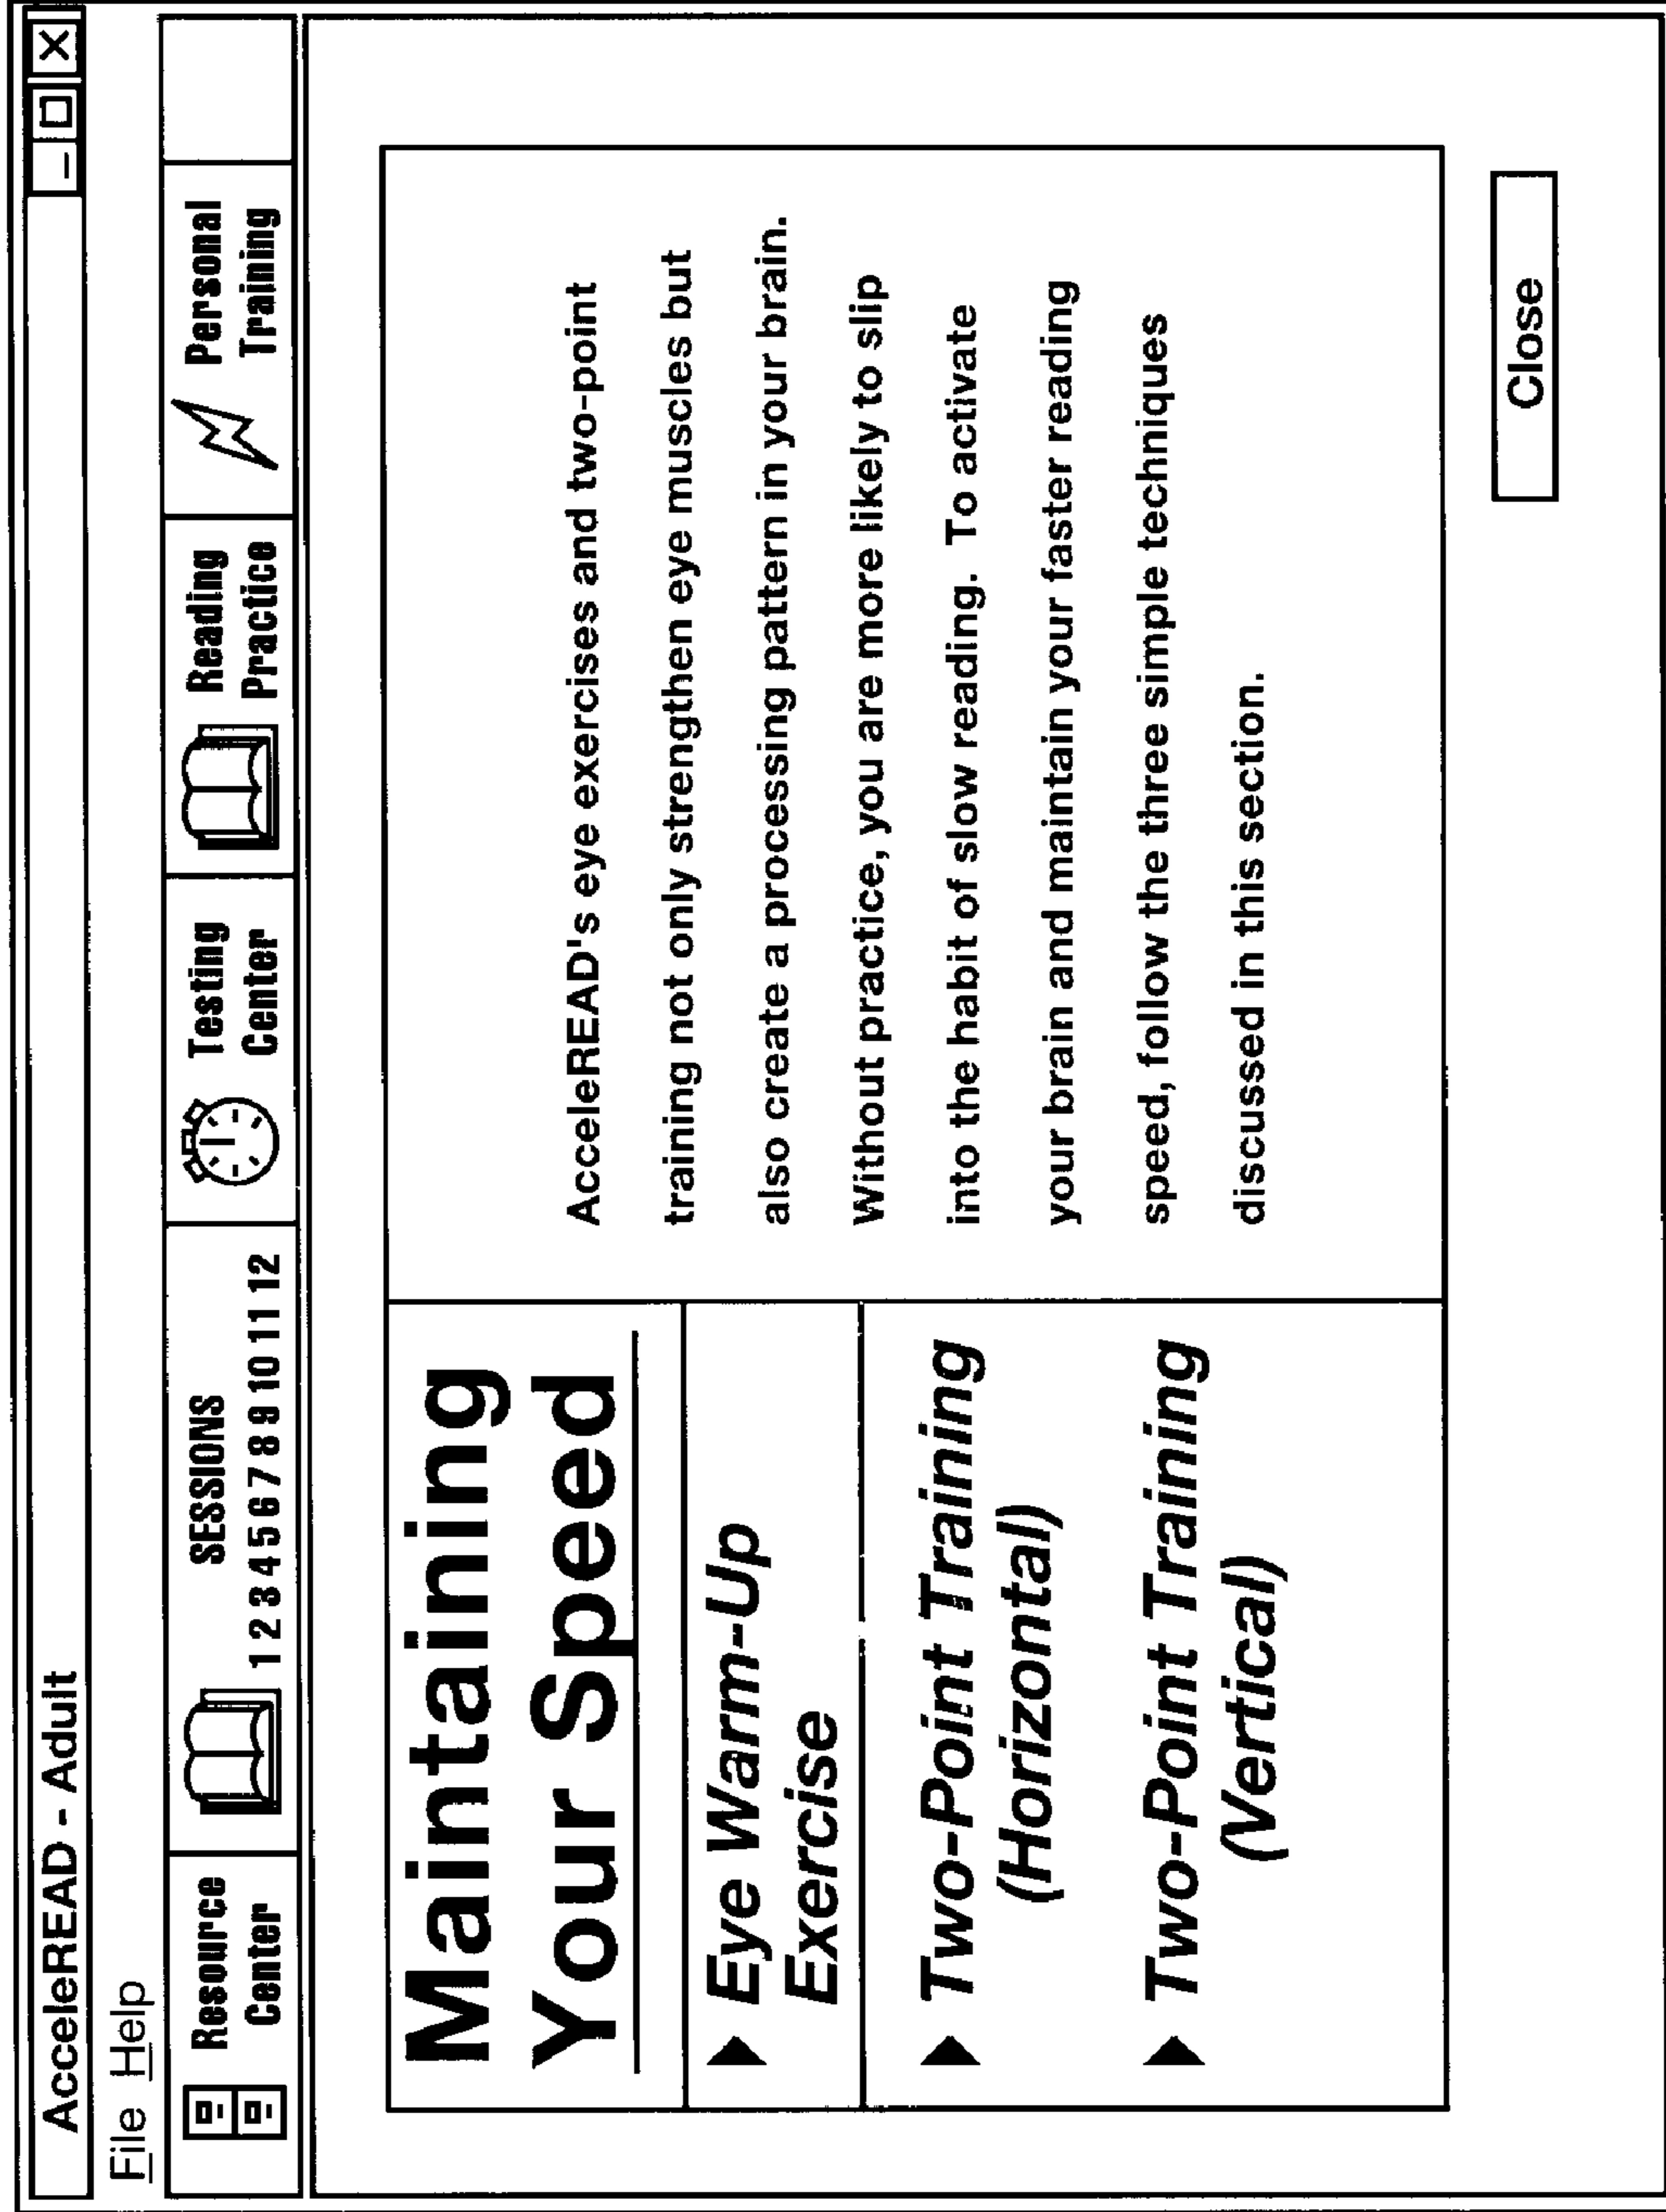 AcceleREAD - Adult
File Help
Resource
Center
SESSIONS
1 2 3 4 5 6 7 8 9 10 11 12
Testing
Center
Reading
Practice
Personal
Training
Maintaining
Your Speed
Eye Warm-Up
Exercise
Two-Point Training
(Horizontal)
Two-Point Training
(Vertical)
AcceleREAD's eye exercises and two-point
training not only strengthen eye muscles but
also create a processing pattern in your brain.
Without practice, you are more likely to slip
into the habit of slow reading. To activate
your brain and maintain your faster reading
speed, follow the three simple techniques
discussed in this section.
Close